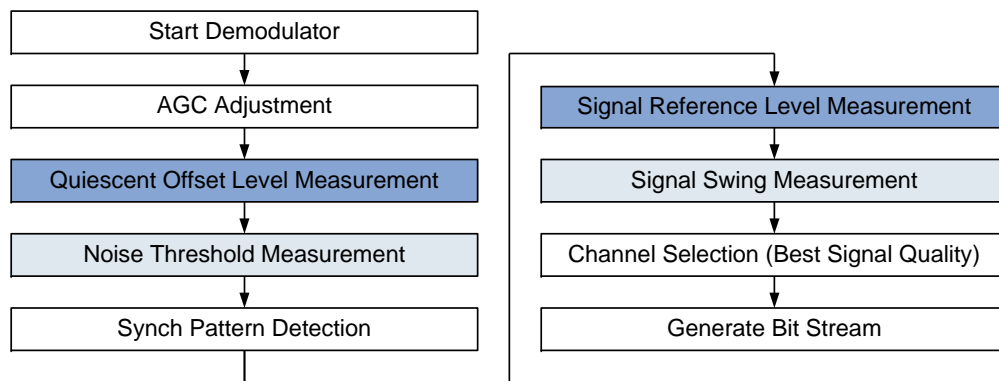 Start Demodulator
AGC Adjustment
Quiescent Offset Level Measurement
Noise Threshold Measurement
Synch Pattern Detection
Signal Reference Level Measurement
Signal Swing Measurement
Channel Selection (Best Signal Quality)
Generate Bit Stream